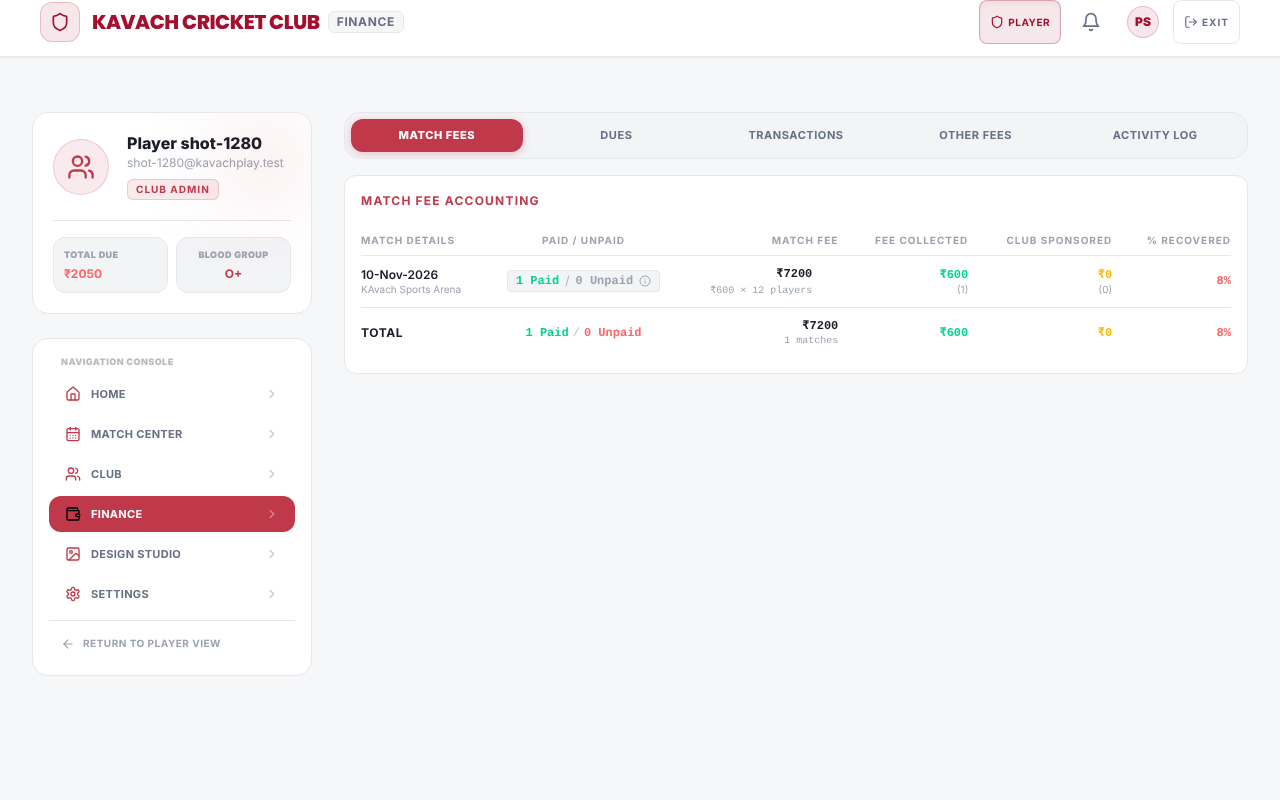 KAVACH CRICKET CLUB FINANCE
PLAYER
PS
EXIT
Player shot-1280
shot-1280@kavachplay.test
CLUB ADMIN
TOTAL DUE
₹2050
BLOOD GROUP
O+
NAVIGATION CONSOLE
HOME
MATCH CENTER
CLUB
FINANCE
DESIGN STUDIO
SETTINGS
RETURN TO PLAYER VIEW
MATCH FEES DUES TRANSACTIONS OTHER FEES ACTIVITY LOG
MATCH FEE ACCOUNTING
MATCH DETAILS PAID / UNPAID MATCH FEE FEE COLLECTED CLUB SPONSORED % RECOVERED
10-Nov-2026 1 Paid / 0 Unpaid ₹7200 ₹600 ₹0 8%
KAvach Sports Arena ₹600 × 12 players (1) (0)
TOTAL 1 Paid / 0 Unpaid ₹7200 ₹600 ₹0 8%
1 matches